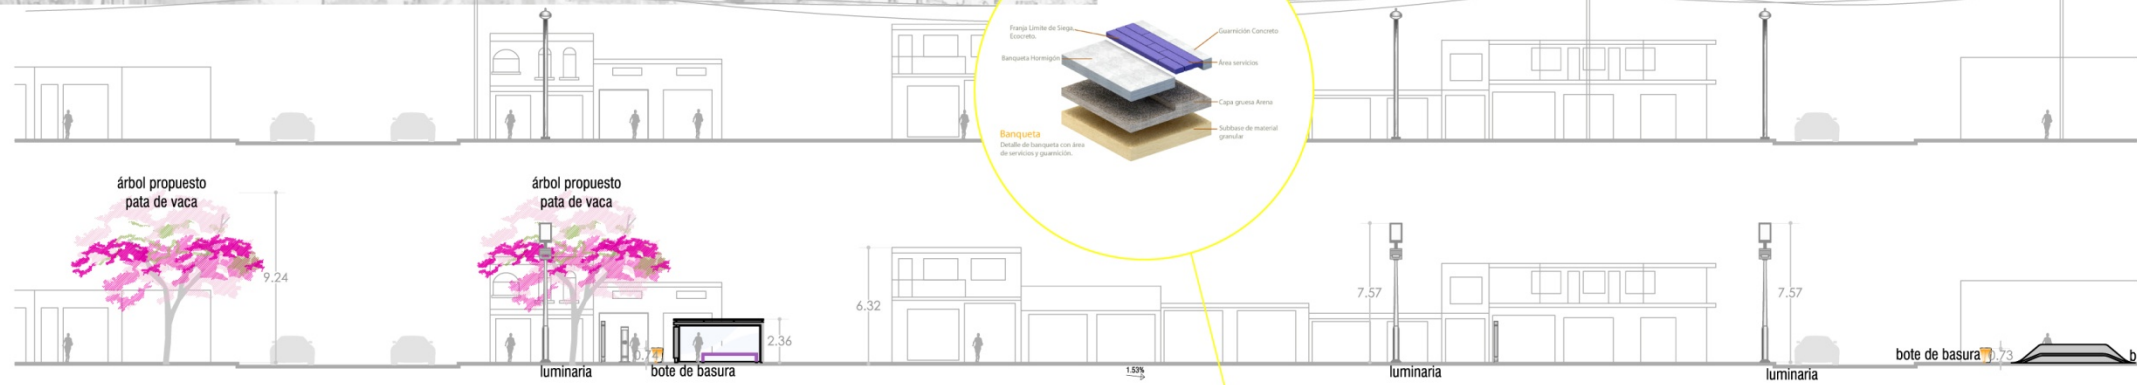 Franja Limite de Siega
Ecocreto.
Guarnición Concreto
Banqueta Hormigón
Área servicios
Capa gruesa Arena
Banqueta
Subbase de material
granular
Detalle de banqueta con área
de servicios y guarnición.
árbol propuesto
pata de vaca
árbol propuesto
pata de vaca
9.24
6.32
7.57
7.57
2.36
0.74
bote de basura
0.73
b
luminaria
bote de basura
1.53%
luminaria
luminaria